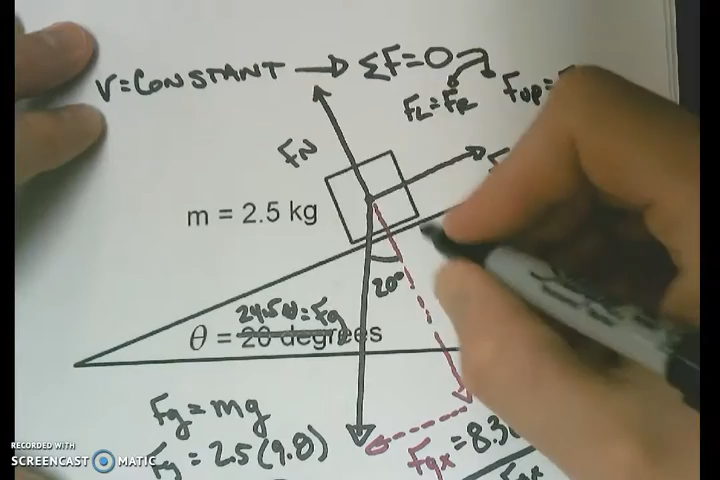 V=CONSTANT → ΣF=0
FL=FR
Fup=
FN
m = 2.5 kg
20°
24.5N=Fg
θ = 20 degrees
Fg=mg
Fg=2.5(9.8)
Fgx=8.3
Fgx
RECORDED WITH
SCREENCAST MATIC